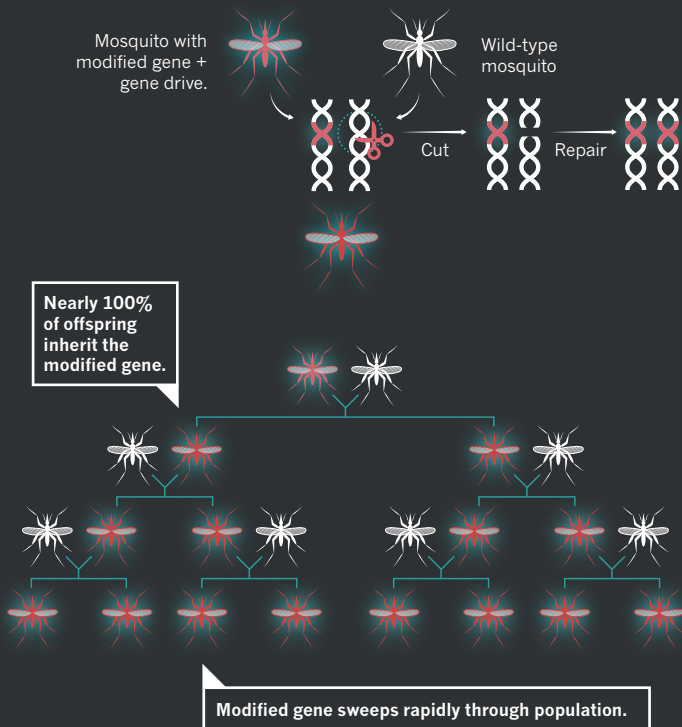 Mosquito with
modified gene +
gene drive.
Wild-type
mosquito
Cut
Repair
Nearly 100%
of offspring
inherit the
modified gene.
Modified gene sweeps rapidly through population.